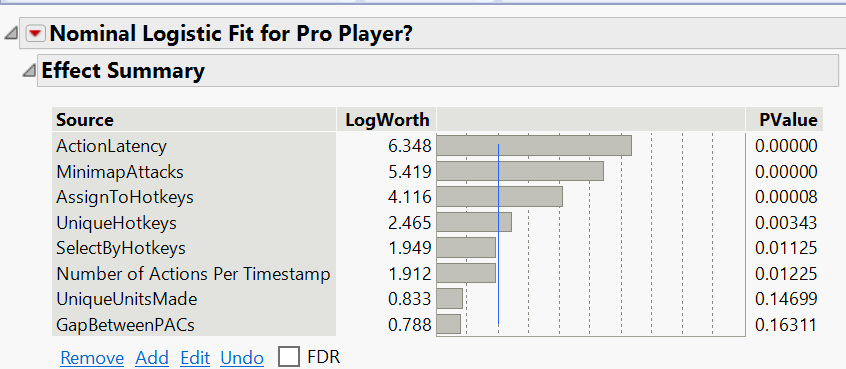 Nominal Logistic Fit for Pro Player?
Effect Summary
Source LogWorth PValue
ActionLatency 6.348 0.00000
MinimapAttacks 5.419 0.00000
AssignToHotkeys 4.116 0.00008
UniqueHotkeys 2.465 0.00343
SelectByHotkeys 1.949 0.01125
Number of Actions Per Timestamp 1.912 0.01225
UniqueUnitsMade 0.833 0.14699
GapBetweenPACs 0.788 0.16311
Remove Add Edit Undo FDR